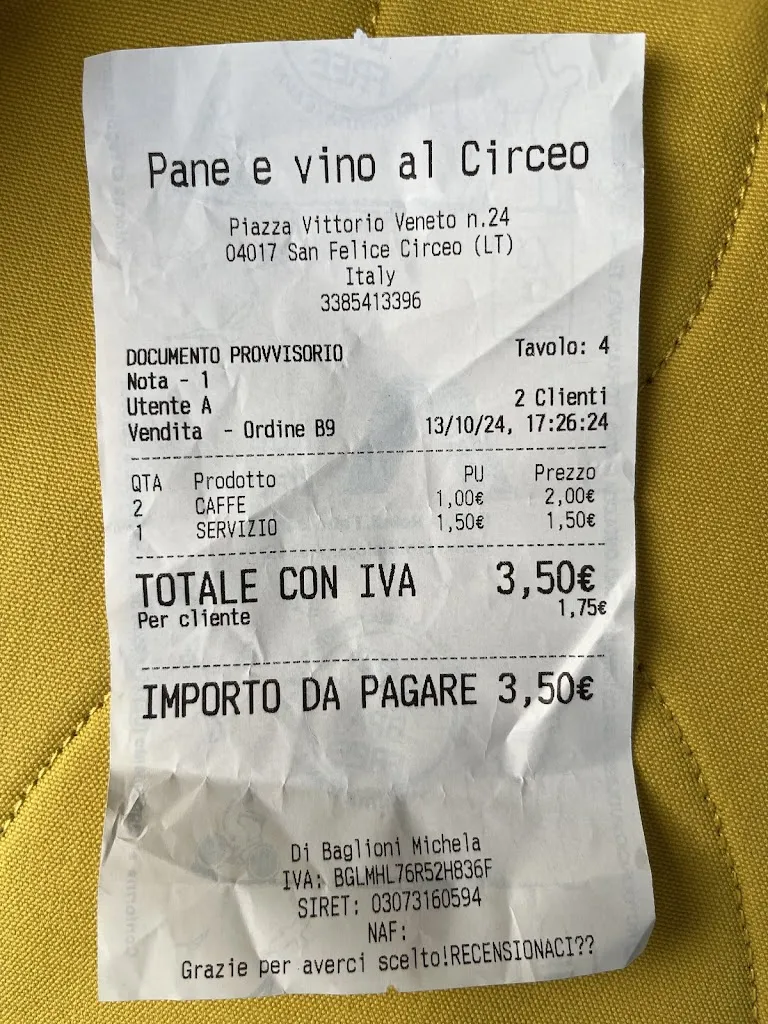 Pane e vino al Circeo
Piazza Vittorio Veneto n.24
04017 San Felice Circeo (LT)
Italy
3385413396
DOCUMENTO PROVVISORIO Tavolo: 4
Nota - 1
Utente A 2 Clienti
Vendita - Ordine B9 13/10/24, 17:26:24
QTA Prodotto PU Prezzo
2 CAFFE 1,00€ 2,00€
1 SERVIZIO 1,50€ 1,50€
TOTALE CON IVA 3,50€
Per cliente 1,75€
IMPORTO DA PAGARE 3,50€
Di Baglioni Michela
IVA: BGLMHL76R52H836F
SIRET: 03073160594
NAF:
Grazie per averci scelto!RECENSIONACI??